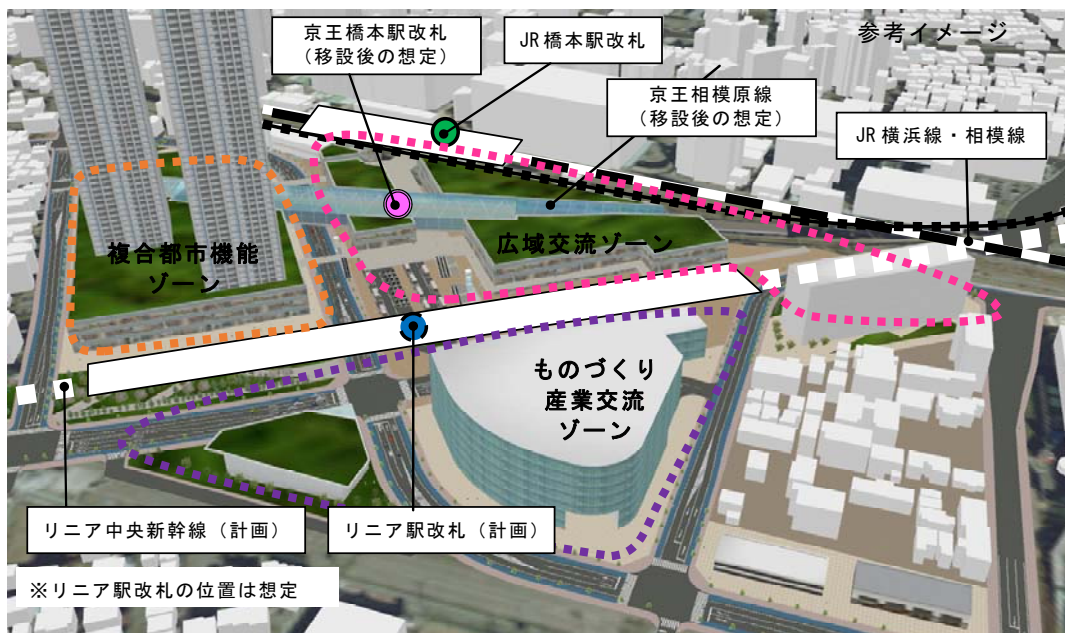 参考イメージ
京王橋本駅改札
（移設後の想定）
JR橋本駅改札
京王相模原線
（移設後の想定）
JR横浜線・相模線
複合都市機能
ゾーン
広域交流ゾーン
ものづくり
産業交流
ゾーン
リニア中央新幹線（計画）
リニア駅改札（計画）
※リニア駅改札の位置は想定